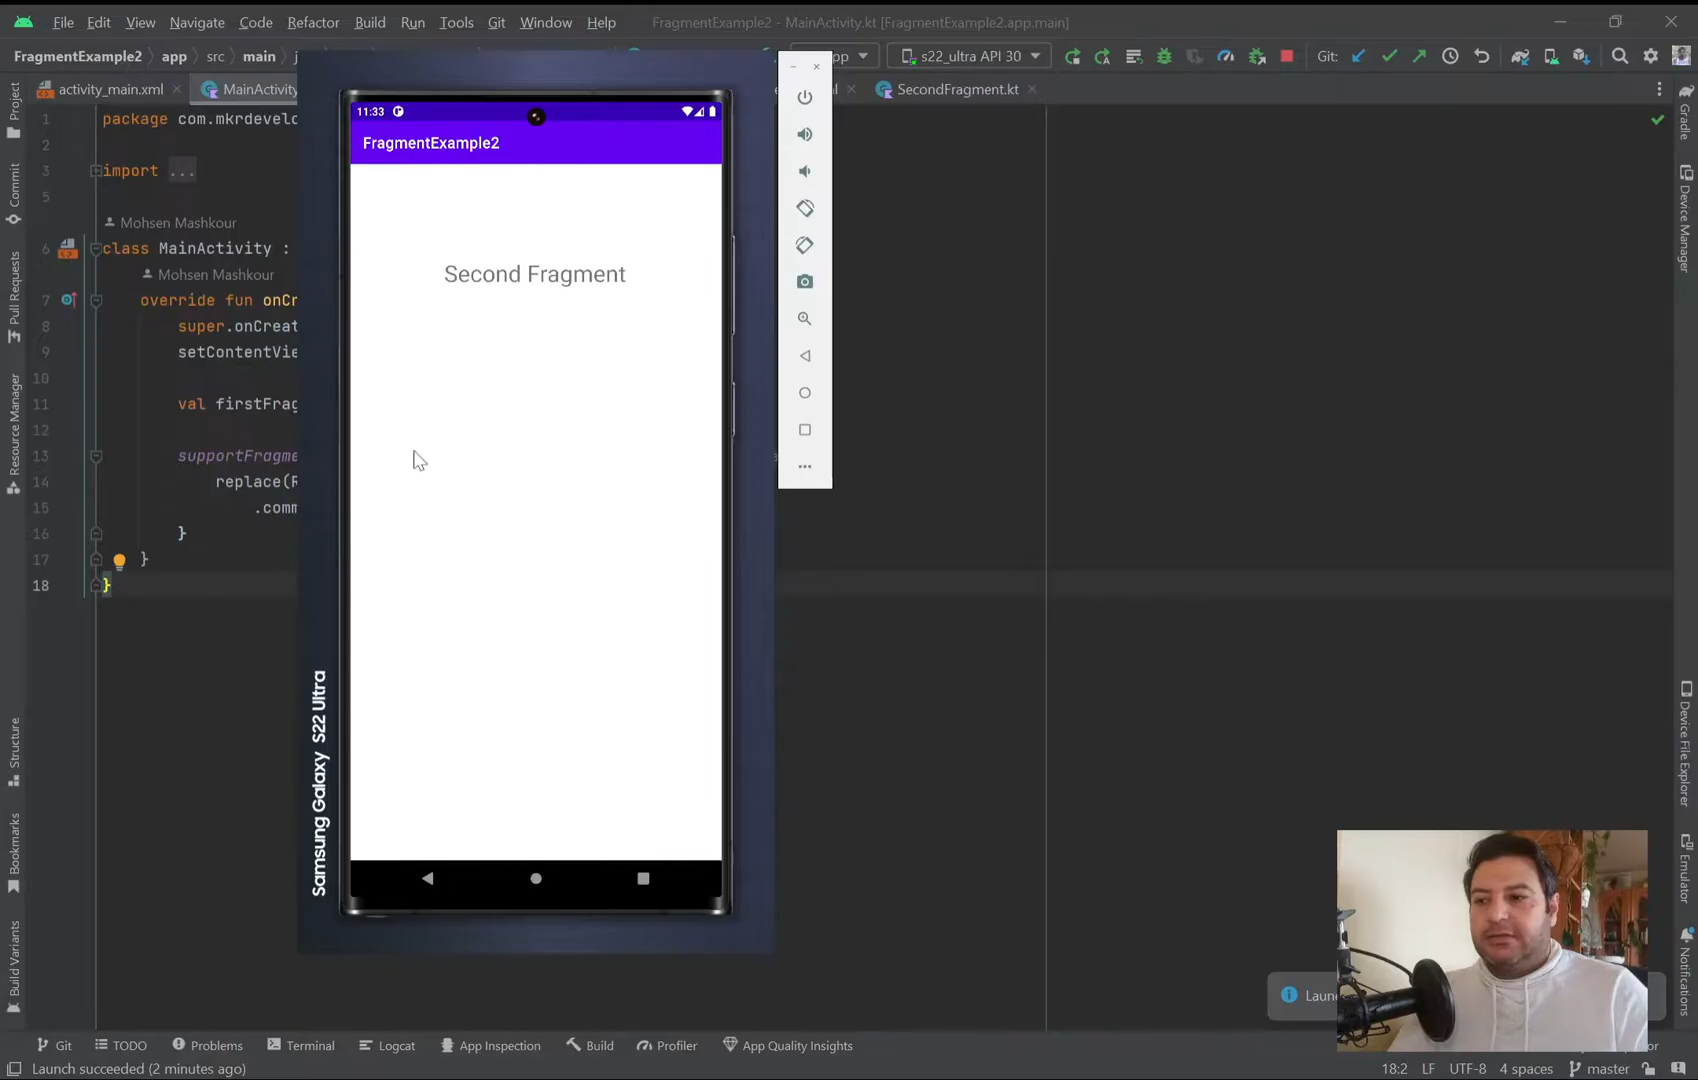 File Edit View Navigate Code Refactor Build Run Tools Git Window Help FragmentExample2 - MainActivity.kt [FragmentExample2.app.main]
FragmentExample2 app src main s22_ultra API 30 Git:
activity_main.xml MainActivity SecondFragment.kt
1 package com.mkrdevelo
2
3 import ...
5
Mohsen Mashkour
6 class MainActivity :
Mohsen Mashkour
7 override fun onCr
8 super.onCreat
9 setContentVie
10
11 val firstFrag
12
13 supportFragme
14 replace(R
15 .comm
16 }
17 }
18 }
11:33
FragmentExample2
Second Fragment
Samsung Galaxy S22 Ultra
Project
Commit
Pull Requests
Resource Manager
Structure
Bookmarks
Build Variants
Gradle
Device Manager
Device File Explorer
Emulator
Notifications
Git TODO Problems Terminal Logcat App Inspection Build Profiler App Quality Insights
Launch succeeded (2 minutes ago) 18:2 LF UTF-8 4 spaces master